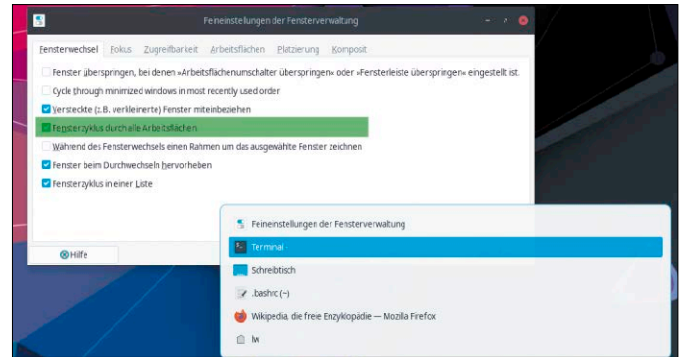 Feineinstellungen der Fensterverwaltung
Fensterwechsel Fokus Zugreifbarkeit Arbeitsflächen Platzierung Kompost
Fenster überspringen, bei denen »Arbeitsflächenumschalter überspringen« oder »Fensterleiste überspringen« eingestellt ist
Cycle through minimized windows in most recently used order
Versteckte (z.B. verkleinerte) Fenster miteinbeziehen
Fensterzyklus durch alle Arbeitsflächen
Während des Fensterwechsels einen Rahmen um das ausgewählte Fenster zeichnen
Fenster beim Durchwechseln hervorheben
Fensterzyklus in einer Liste
Hilfe
Feineinstellungen der Fensterverwaltung
Terminal -
Schreibtisch
.bashrc (~)
Wikipedia, die freie Enzyklopädie — Mozilla Firefox
lw